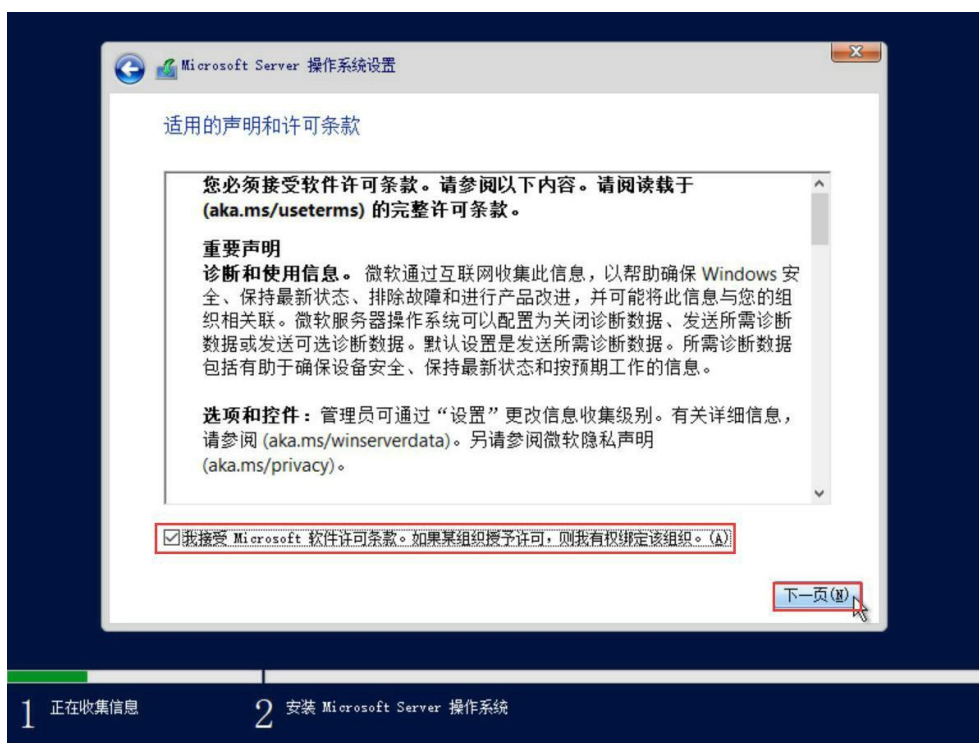 Microsoft Server 操作系统设置
适用的声明和许可条款
您必须接受软件许可条款。请参阅以下内容。请阅读载于
(aka.ms/useterms) 的完整许可条款。
重要声明
诊断和使用信息。 微软通过互联网收集此信息，以帮助确保 Windows 安
全、保持最新状态、排除故障和进行产品改进，并可能将此信息与您的组
织相关联。微软服务器操作系统可以配置为关闭诊断数据、发送所需诊断
数据或发送可选诊断数据。默认设置是发送所需诊断数据。所需诊断数据
包括有助于确保设备安全、保持最新状态和按预期工作的信息。
选项和控件：管理员可通过“设置”更改信息收集级别。有关详细信息，
请参阅 (aka.ms/winserverdata)。另请参阅微软隐私声明
(aka.ms/privacy)。
我接受 Microsoft 软件许可条款。如果某组织授予许可，则我有权绑定该组织。(A)
下一页(N)
1 正在收集信息
2 安装 Microsoft Server 操作系统